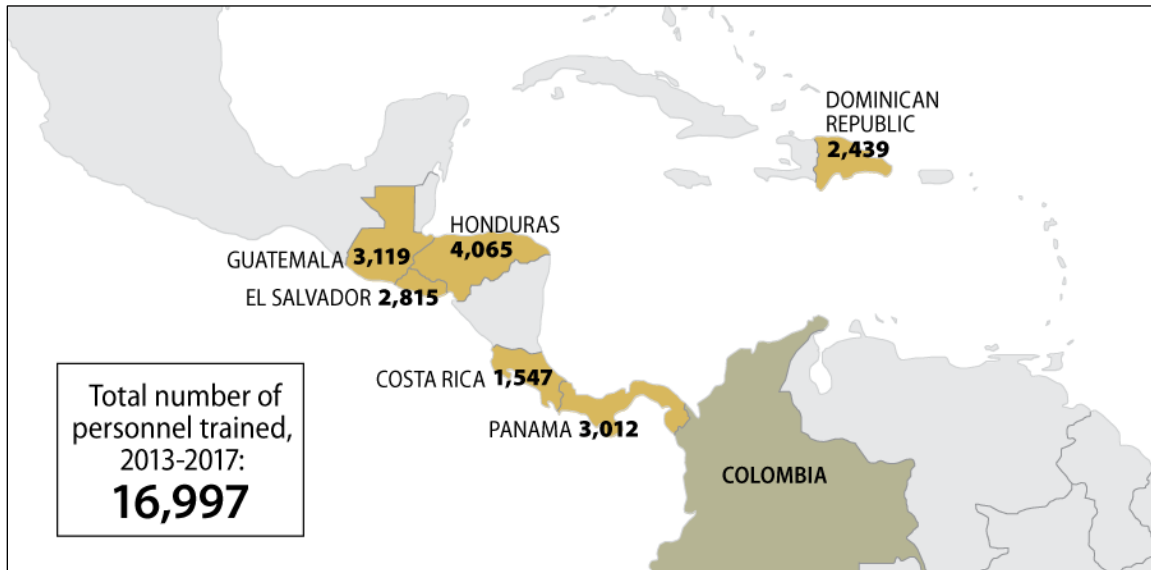 DOMINICAN
REPUBLIC
2,439
HONDURAS
4,065
GUATEMALA 3,119
EL SALVADOR 2,815
COSTA RICA 1,547
PANAMA 3,012
COLOMBIA
Total number of
personnel trained,
2013-2017:
16,997